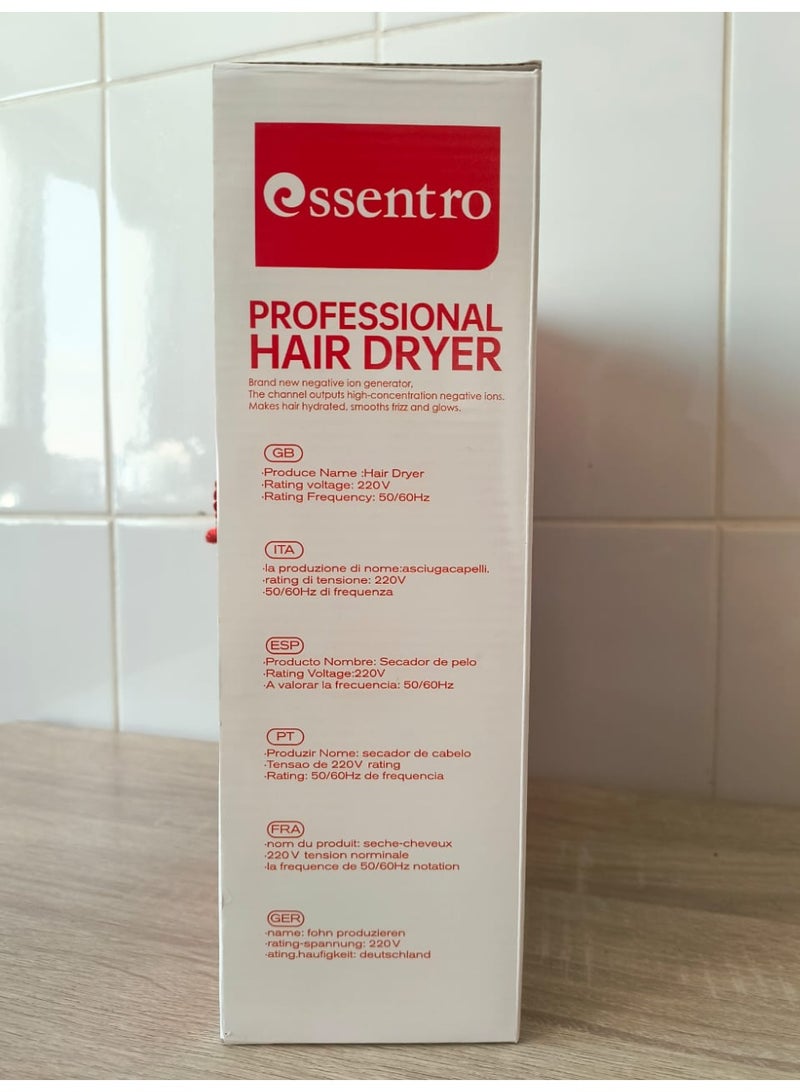 essentro
PROFESSIONAL
HAIR DRYER
Brand new negative ion generator,
The channel outputs high-concentration negative ions.
Makes hair hydrated, smooths frizz and glows.
GB
·Produce Name :Hair Dryer
·Rating voltage: 220V
·Rating Frequency: 50/60Hz
ITA
·la produzione di nome:asciugacapelli.
·rating di tensione: 220V
·50/60Hz di frequenza
ESP
·Producto Nombre: Secador de pelo
·Rating Voltage:220V
·A valorar la frecuencia: 50/60Hz
PT
·Produzir Nome: secador de cabelo
·Tensao de 220V rating
·Rating: 50/60Hz de frequencia
FRA
·nom du produit: seche-cheveux
·220V tension norminale
·la frequence de 50/60Hz notation
GER
·name: fohn produzieren
·rating-spannung: 220V
·ating.haufigkeit: deutschland